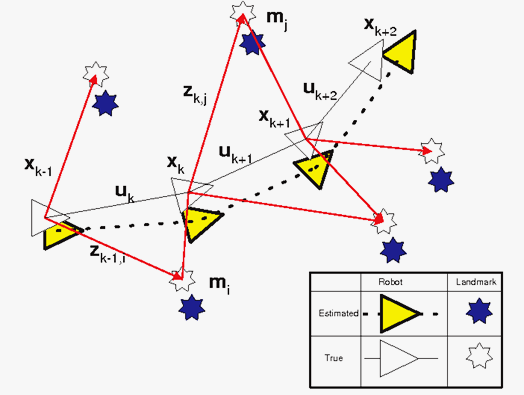 m_j
x_{k+2}
z_{k,j}
u_{k+2}
x_{k+1}
x_{k-1}
x_k
u_{k+1}
u_k
z_{k-1,i}
m_i
Robot
Landmark
Estimated
True